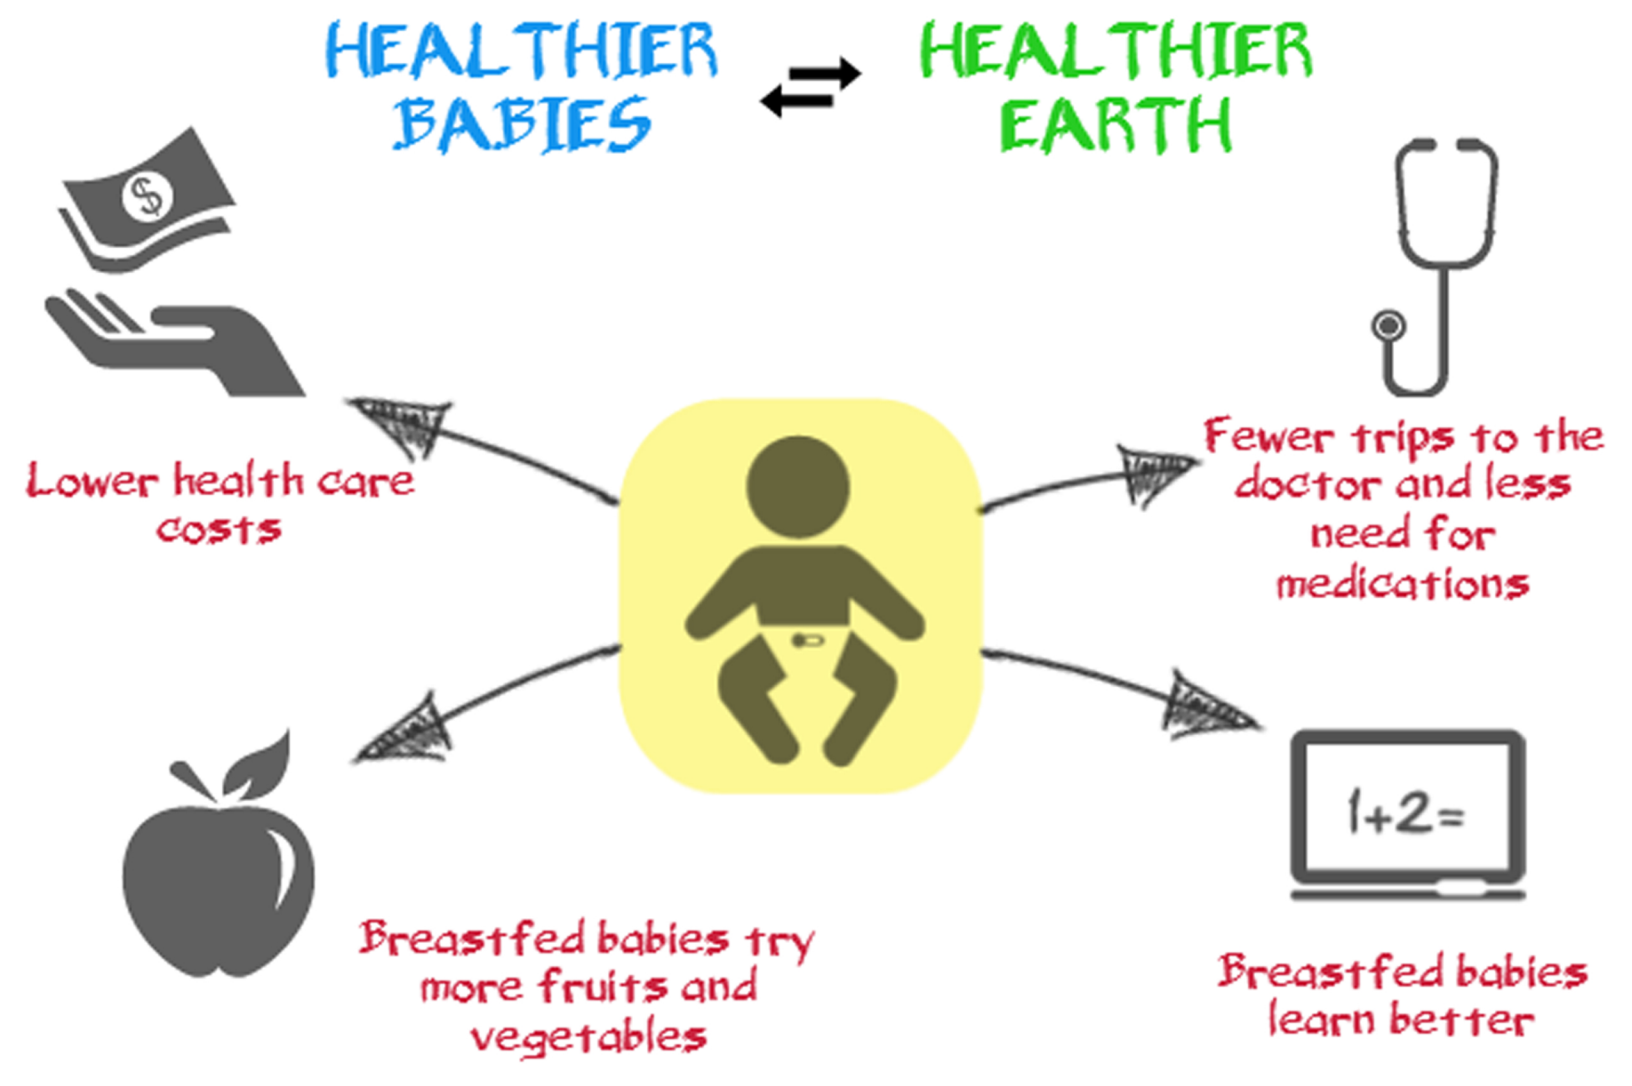 HEALTHIER
BABIES
HEALTHIER
EARTH
$
Lower health care
costs
Fewer trips to the
doctor and less
need for
medications
1+2=
Breastfed babies try
more fruits and
vegetables
Breastfed babies
learn better